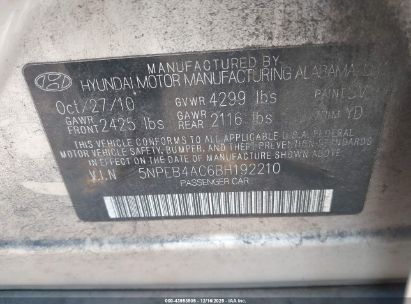 MANUFACTURED BY
HYUNDAI MOTOR MANUFACTURING ALABAMA
Oct/27/10 GVWR 4299 lbs PAINT SV
GAWR FRONT 2425 lbs GAWR REAR 2116 lbs TRIM YD
THIS VEHICLE CONFORMS TO ALL APPLICABLE U.S.A. FEDERAL
MOTOR VEHICLE SAFETY, BUMPER, AND THEFT PREVENTION STANDARDS
IN EFFECT ON THE DATE OF MANUFACTURE SHOWN ABOVE.
V.I.N 5NPEB4AC6BH192210
PASSENGER CAR